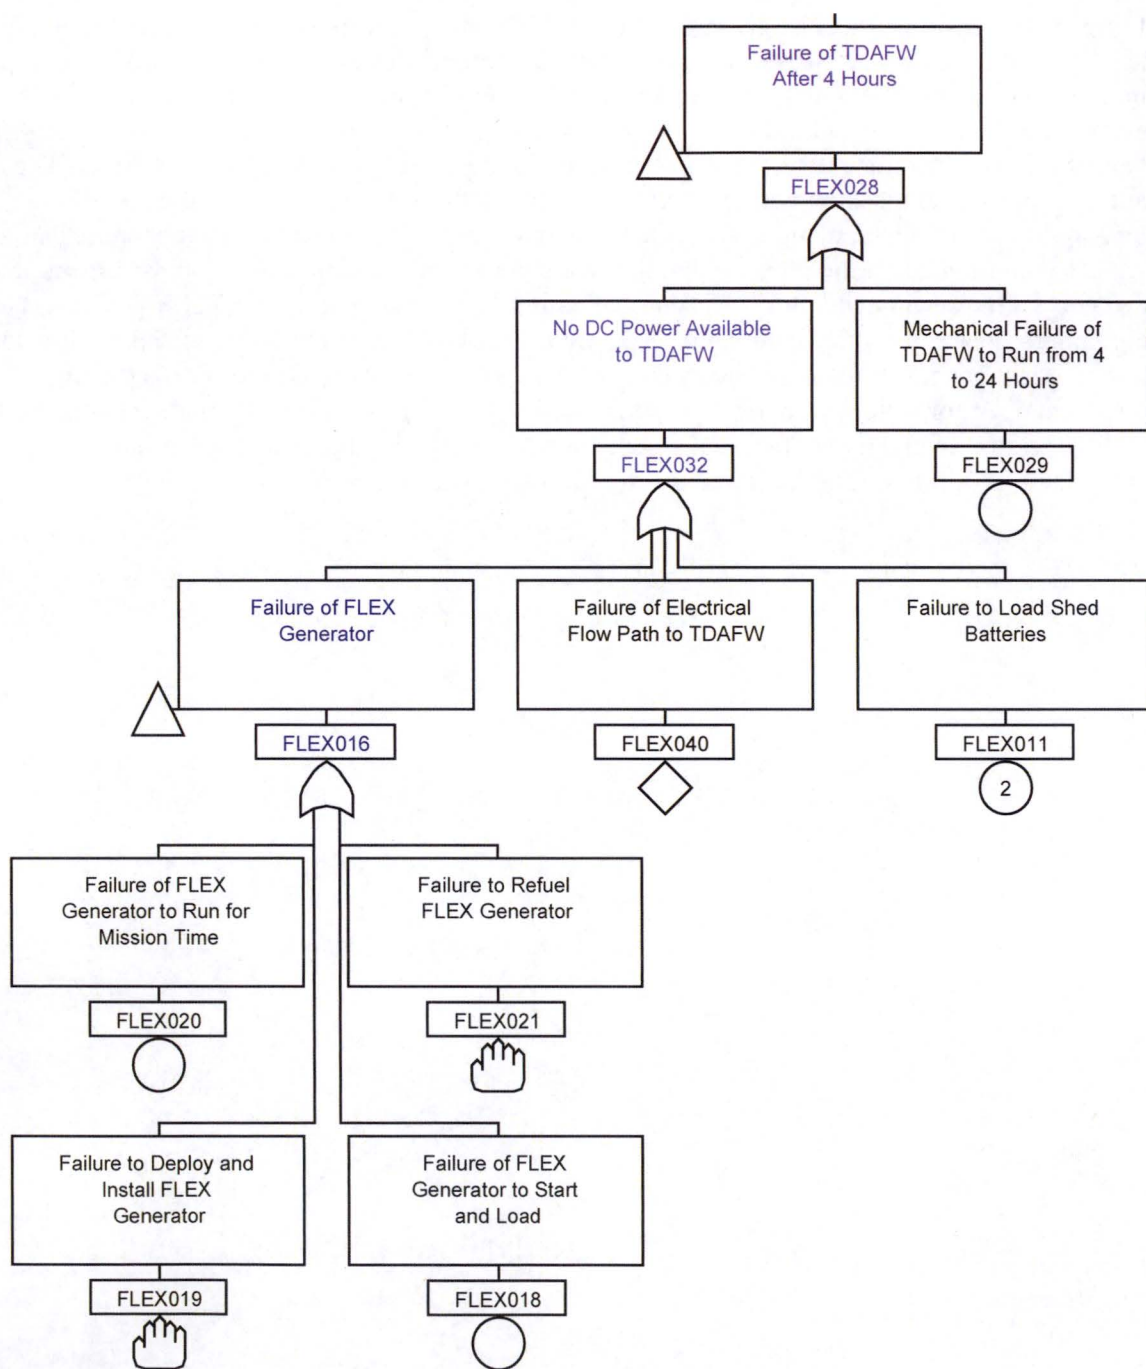 Failure of TDAFW
After 4 Hours
FLEX028
No DC Power Available
to TDAFW
FLEX032
Mechanical Failure of
TDAFW to Run from 4
to 24 Hours
FLEX029
Failure of FLEX
Generator
FLEX016
Failure of Electrical
Flow Path to TDAFW
FLEX040
Failure to Load Shed
Batteries
FLEX011
2
Failure of FLEX
Generator to Run for
Mission Time
FLEX020
Failure to Refuel
FLEX Generator
FLEX021
Failure to Deploy and
Install FLEX
Generator
FLEX019
Failure of FLEX
Generator to Start
and Load
FLEX018